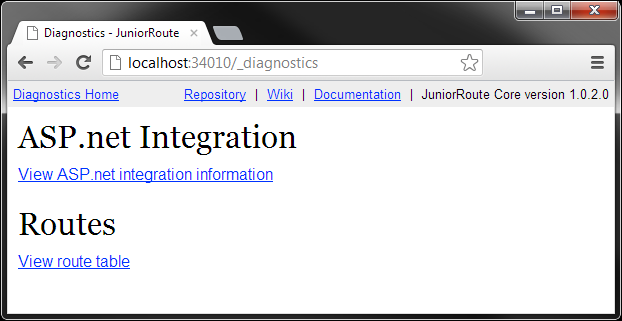 Diagnostics - JuniorRoute
localhost:34010/_diagnostics
Diagnostics Home Repository | Wiki | Documentation | JuniorRoute Core version 1.0.2.0
ASP.net Integration
View ASP.net integration information
Routes
View route table